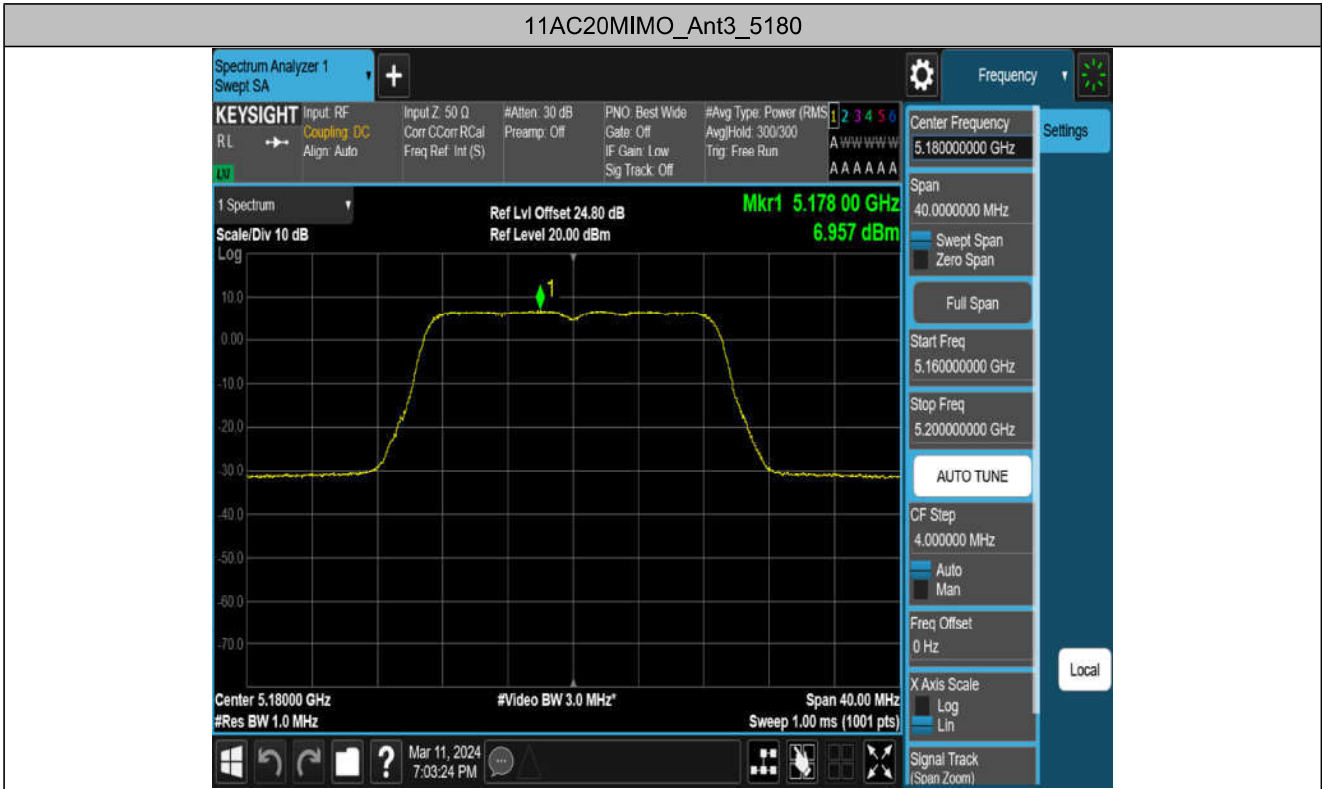 11AC20MIMO_Ant3_5180
Spectrum Analyzer 1
Swept SA
+
Frequency
KEYSIGHT
RL
LXI
Input: RF
Coupling: DC
Align: Auto
Input Z: 50 Ω
Corr CCorr RCal
Freq Ref: Int (S)
#Atten: 30 dB
Preamp: Off
PNO: Best Wide
Gate: Off
IF Gain: Low
Sig Track: Off
#Avg Type: Power (RMS
Avg|Hold: 300/300
Trig: Free Run
1 2 3 4 5 6
A W W W W W
A A A A A A
1 Spectrum
Scale/Div 10 dB
Log
Ref Lvl Offset 24.80 dB
Ref Level 20.00 dBm
Mkr1 5.178 00 GHz
6.957 dBm
1
10.0
0.00
-10.0
-20.0
-30.0
-40.0
-50.0
-60.0
-70.0
Center 5.18000 GHz
#Res BW 1.0 MHz
#Video BW 3.0 MHz*
Span 40.00 MHz
Sweep 1.00 ms (1001 pts)
?
Mar 11, 2024
7:03:24 PM
Center Frequency
5.180000000 GHz
Settings
Span
40.0000000 MHz
Swept Span
Zero Span
Full Span
Start Freq
5.160000000 GHz
Stop Freq
5.200000000 GHz
AUTO TUNE
CF Step
4.000000 MHz
Auto
Man
Freq Offset
0 Hz
Local
X Axis Scale
Log
Lin
Signal Track
(Span Zoom)